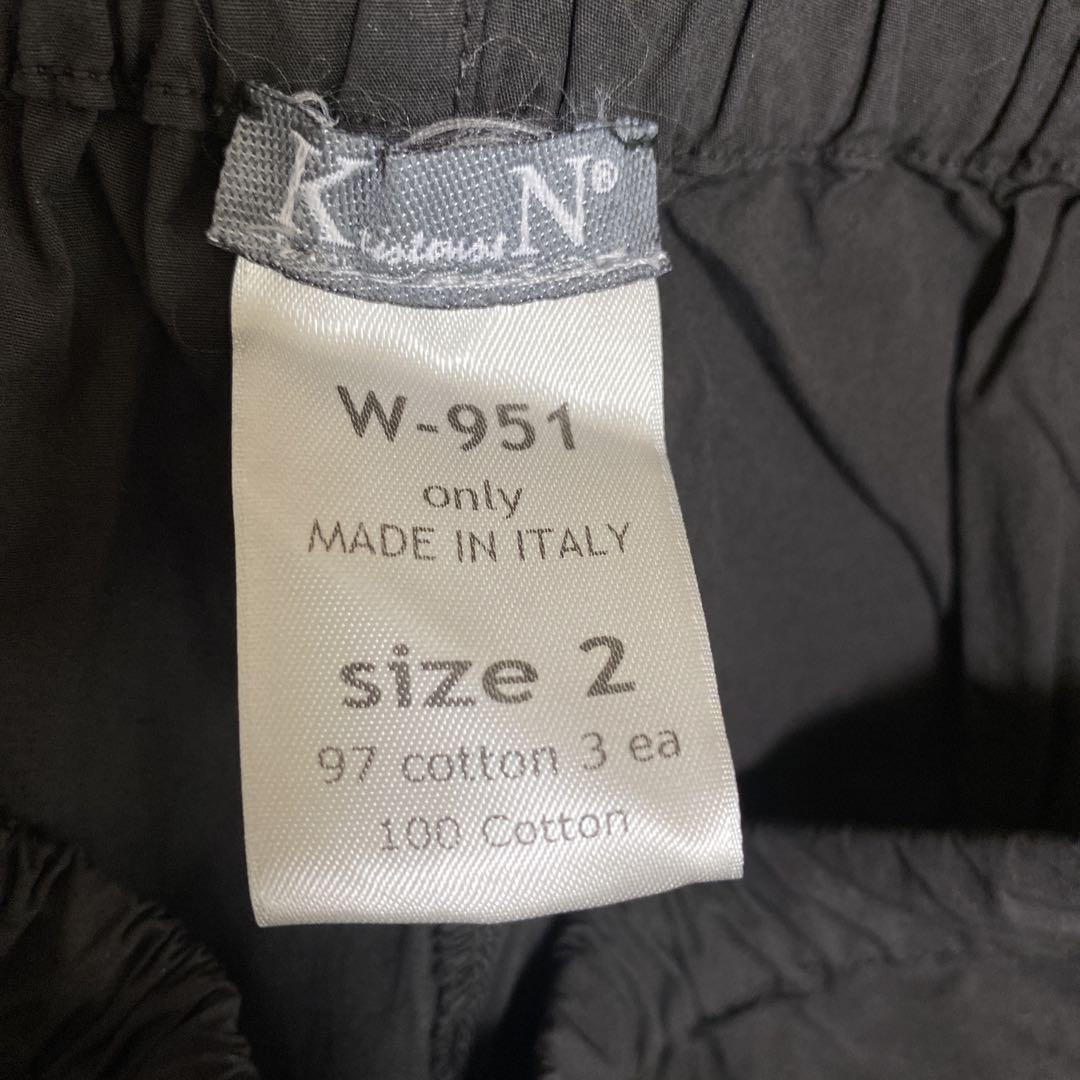 K N®
W-951
only
MADE IN ITALY
size 2
97 cotton 3 ea
100 Cotton